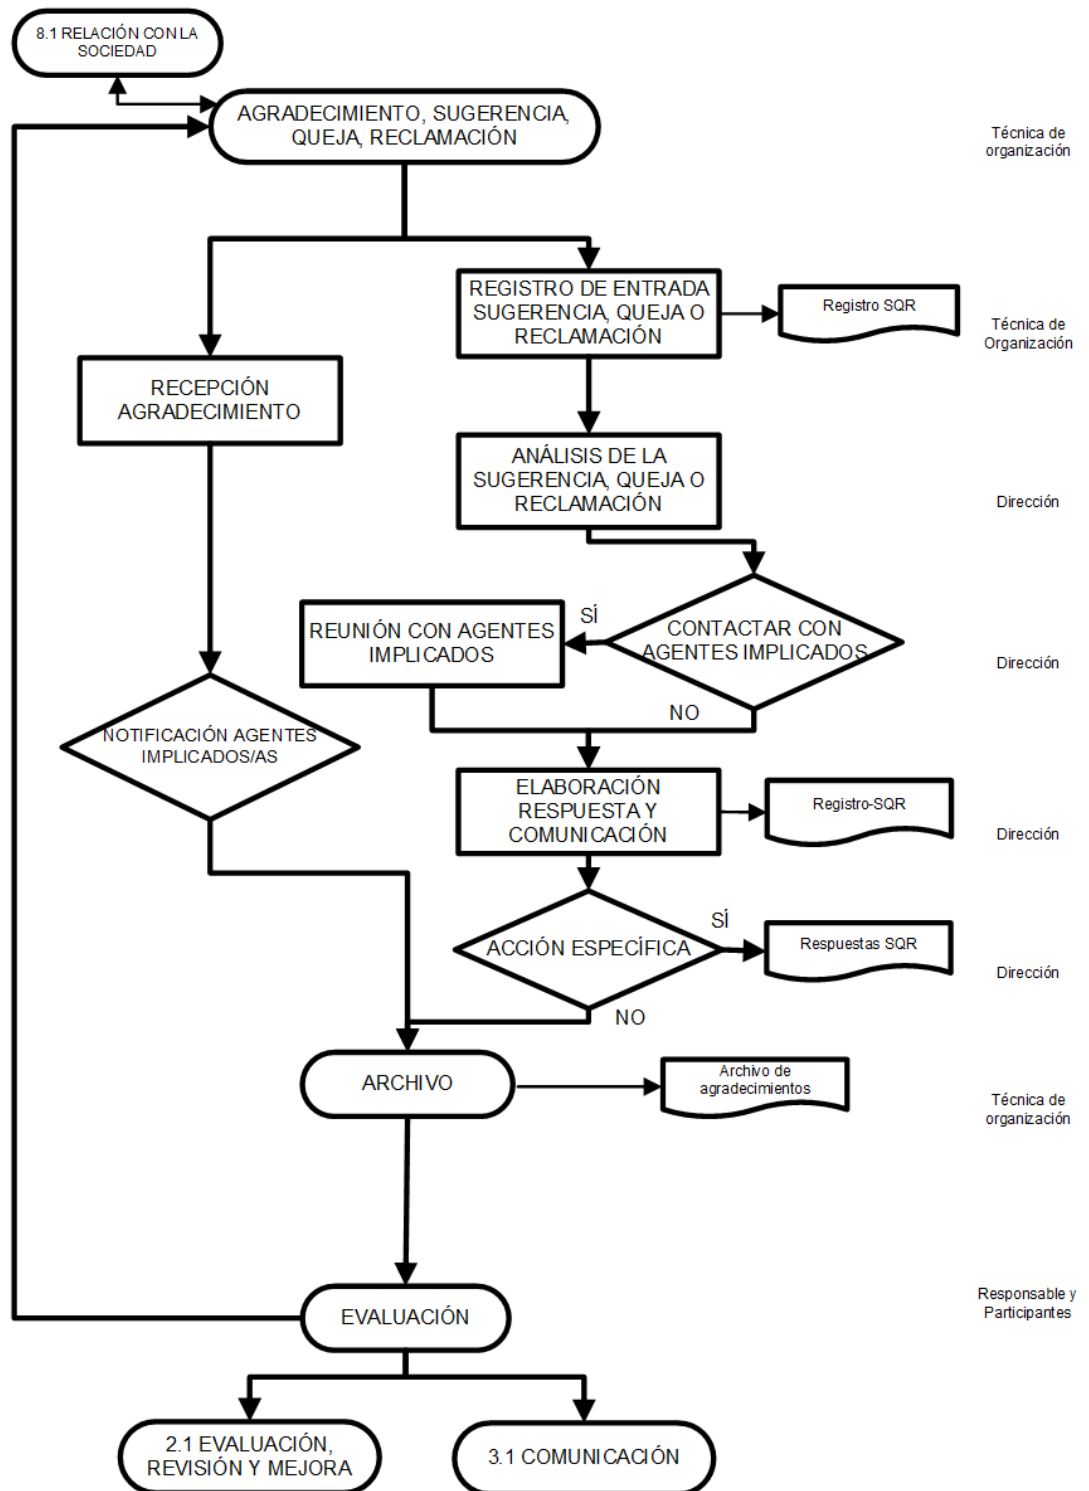 8.1 RELACIÓN CON LA
SOCIEDAD
AGRADECIMIENTO, SUGERENCIA,
QUEJA, RECLAMACIÓN
Técnica de
organización
REGISTRO DE ENTRADA
SUGERENCIA, QUEJA O
RECLAMACIÓN
Registro SQR
Técnica de
Organización
RECEPCIÓN
AGRADECIMIENTO
ANÁLISIS DE LA
SUGERENCIA, QUEJA O
RECLAMACIÓN
Dirección
SÍ
REUNIÓN CON AGENTES
IMPLICADOS
CONTACTAR CON
AGENTES IMPLICADOS
Dirección
NO
NOTIFICACIÓN AGENTES
IMPLICADOS/AS
ELABORACIÓN
RESPUESTA Y
COMUNICACIÓN
Registro-SQR
Dirección
SÍ
ACCIÓN ESPECÍFICA
Respuestas SQR
Dirección
NO
ARCHIVO
Archivo de
agradecimientos
Técnica de
organización
EVALUACIÓN
Responsable y
Participantes
2.1 EVALUACIÓN,
REVISIÓN Y MEJORA
3.1 COMUNICACIÓN